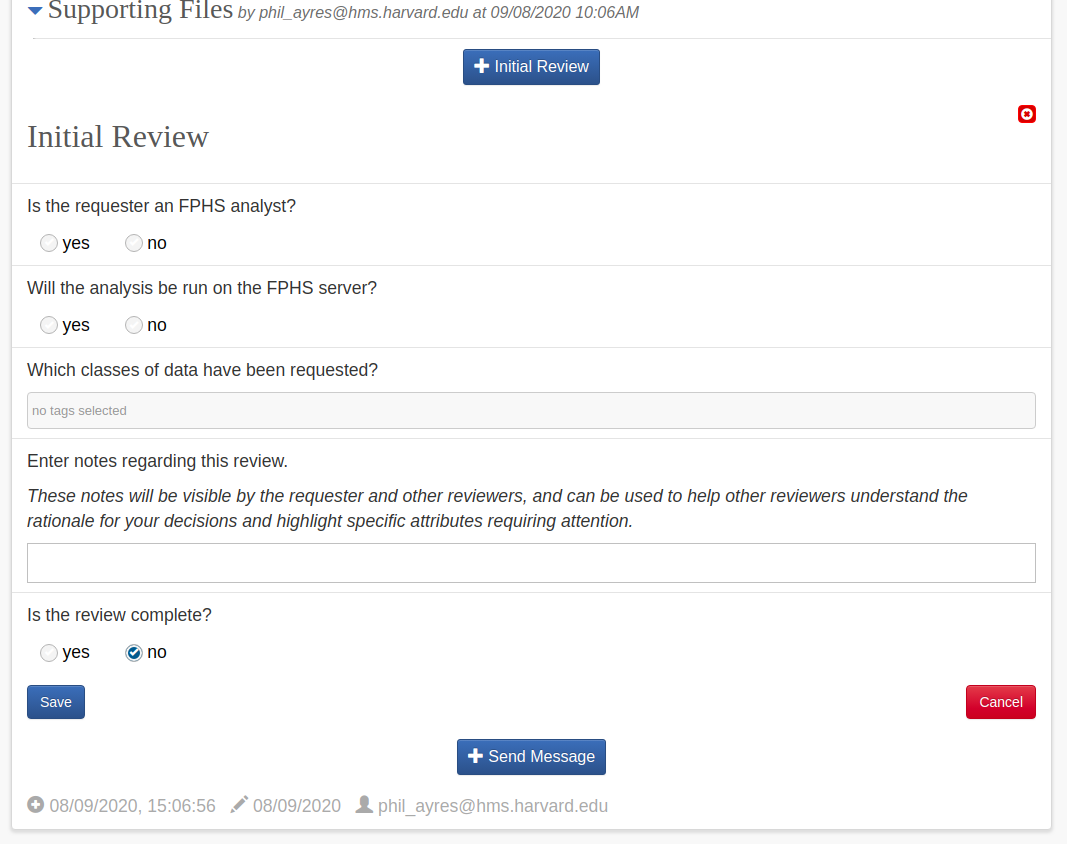 Supporting Files by phil_ayres@hms.harvard.edu at 09/08/2020 10:06AM
Initial Review
Initial Review
Is the requester an FPHS analyst?
yes no
Will the analysis be run on the FPHS server?
yes no
Which classes of data have been requested?
no tags selected
Enter notes regarding this review.
These notes will be visible by the requester and other reviewers, and can be used to help other reviewers understand the
rationale for your decisions and highlight specific attributes requiring attention.
Is the review complete?
yes no
Save Cancel
Send Message
08/09/2020, 15:06:56 08/09/2020 phil_ayres@hms.harvard.edu